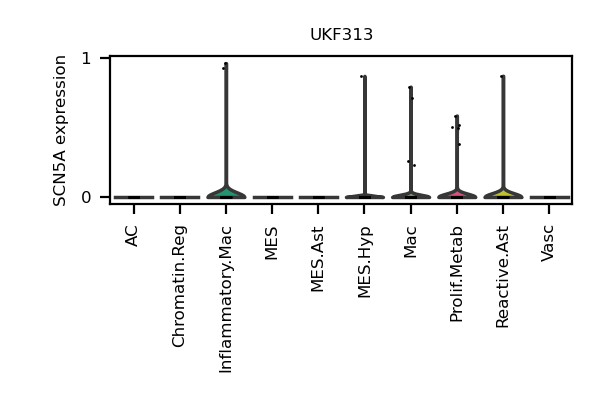 UKF313
SCN5A expression
1
0
AC
Chromatin.Reg
Inflammatory.Mac
MES
MES.Ast
MES.Hyp
Mac
Prolif.Metab
Reactive.Ast
Vasc